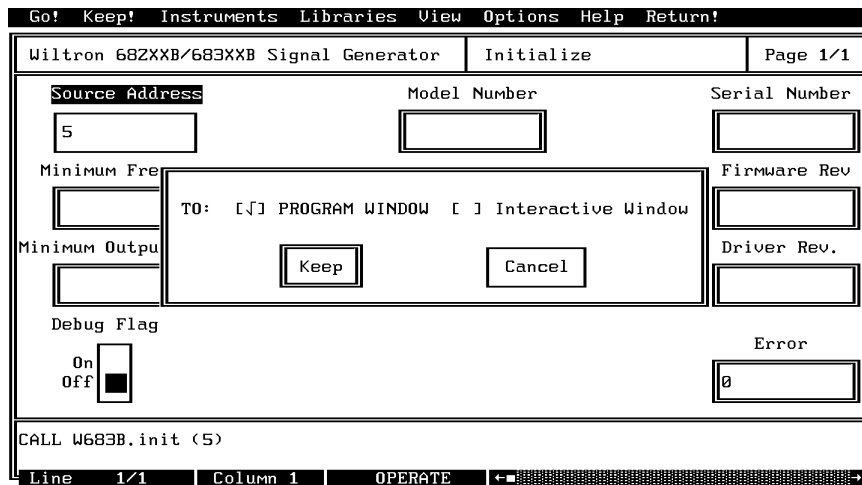 Go! Keep! Instruments Libraries View Options Help Return!
Wiltron 682XXB/683XXB Signal Generator Initialize Page 1/1
Source Address Model Number Serial Number
5
Minimum Fre Firmware Rev
TO: [√] PROGRAM WINDOW [ ] Interactive Window
Minimum Outpu Driver Rev.
Keep Cancel
Debug Flag
Error
On
Off 0
CALL W683B.init (5)
Line 1/1 Column 1 OPERATE